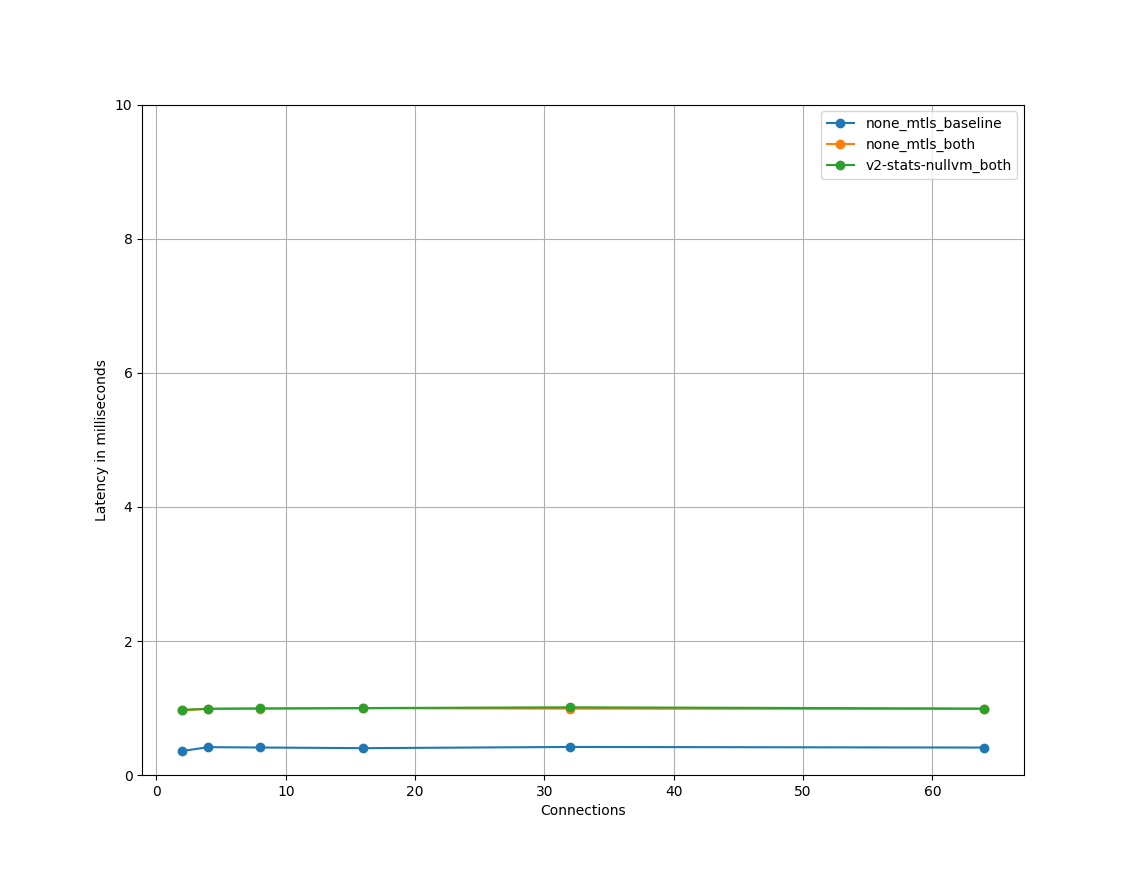 10
8
6
4
2
0
Latency in milliseconds
0 10 20 30 40 50 60
Connections
none_mtls_baseline
none_mtls_both
v2-stats-nullvm_both